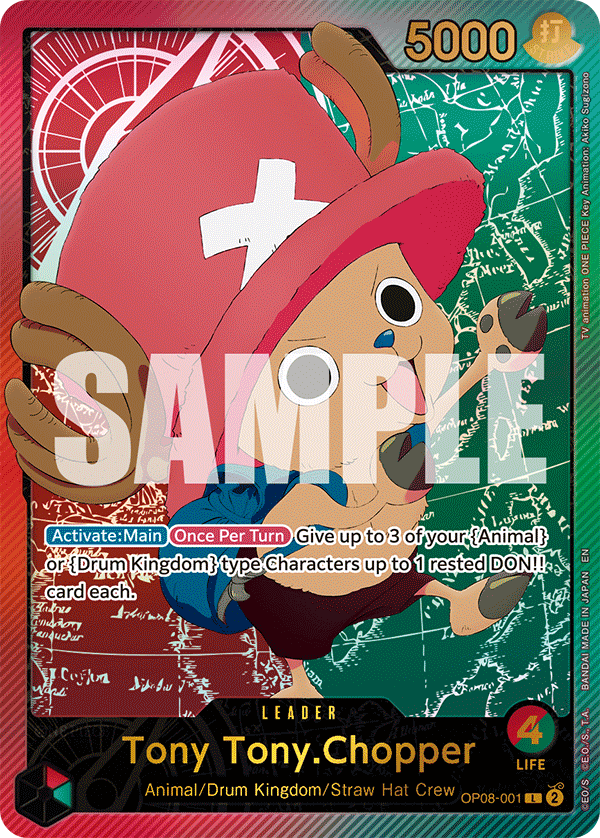 5000
打
STRIKE
TV animation ONE PIECE Key Animation: Akiko Sugizono
SAMPLE
Activate:Main Once Per Turn Give up to 3 of your {Animal}
or {Drum Kingdom} type Characters up to 1 rested DON!!
card each.
©E.O./S. ©E.O./S., T.A. BANDAI MADE IN JAPAN EN
LEADER
4
LIFE
Tony Tony.Chopper
Animal/Drum Kingdom/Straw Hat Crew
OP08-001 L 2